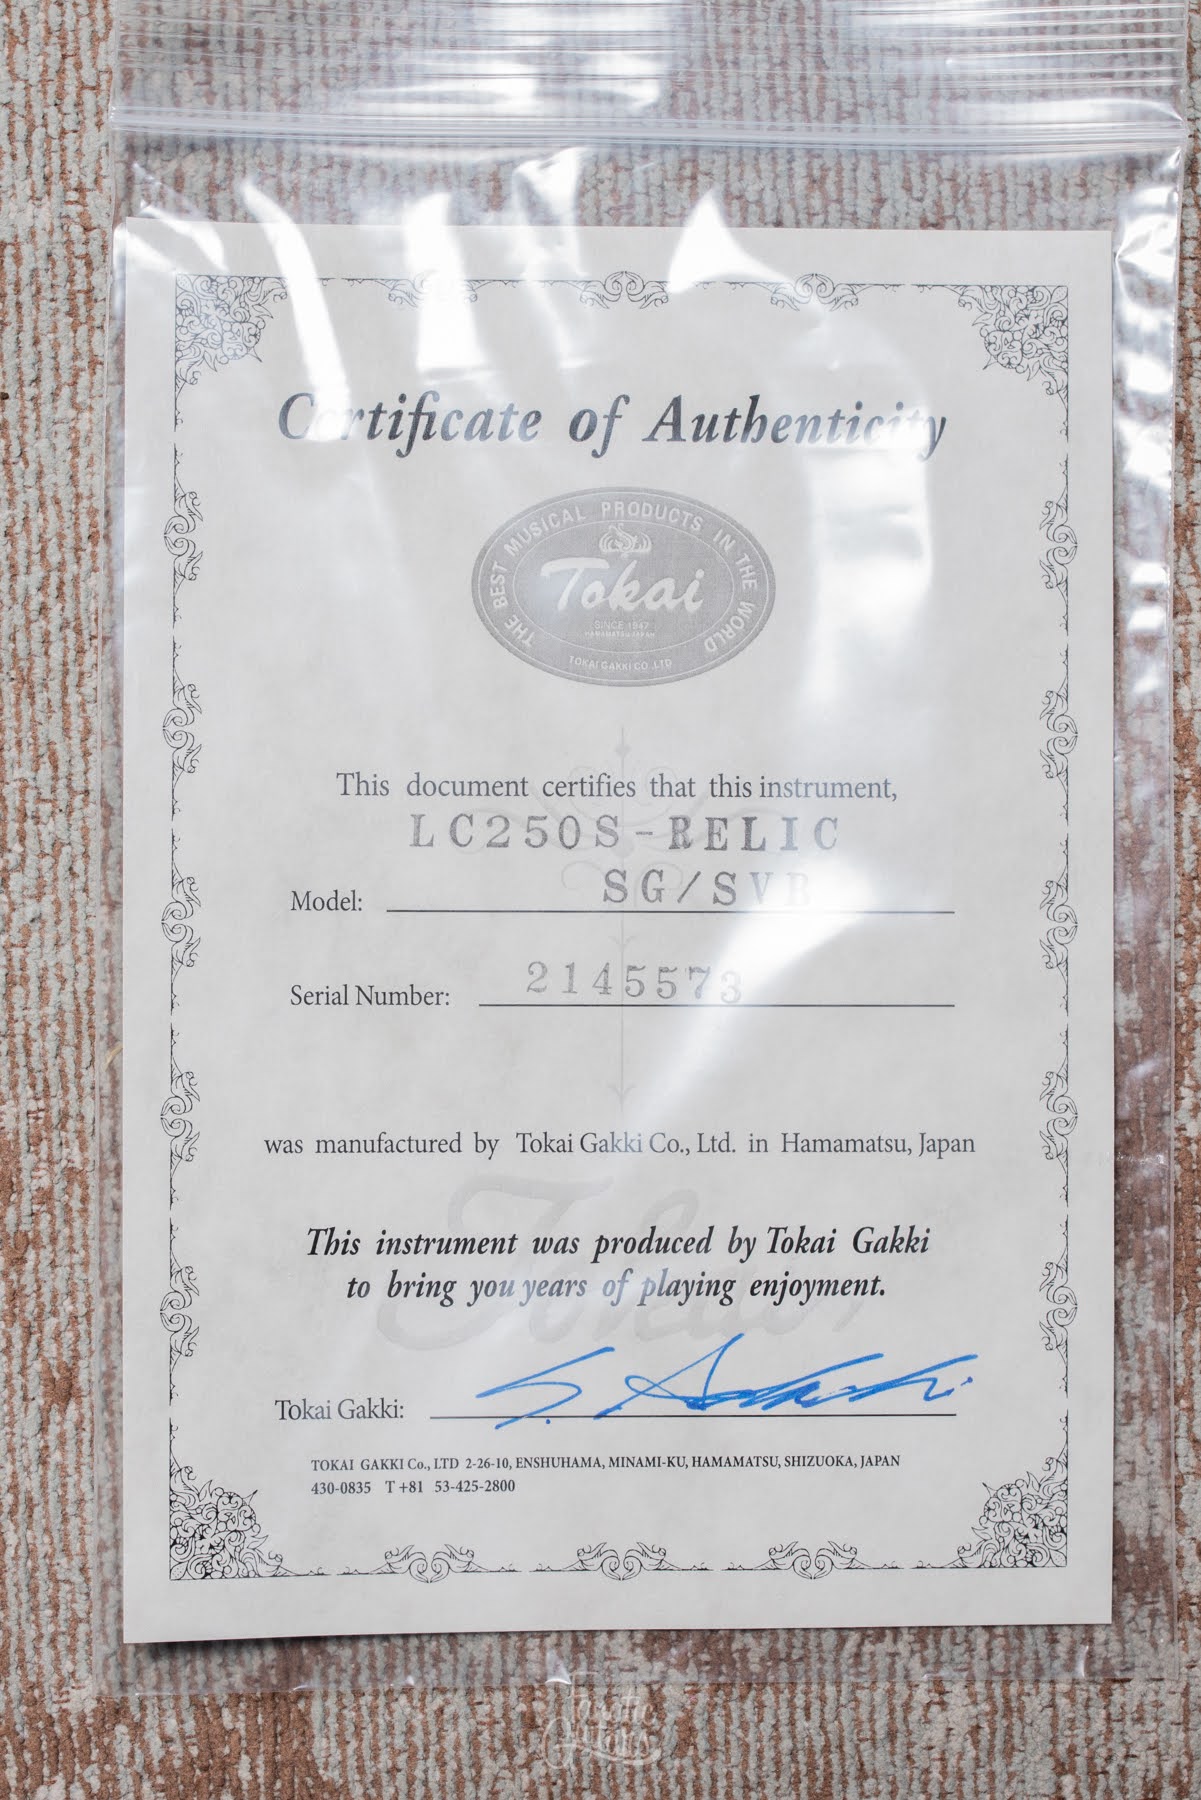 Certificate of Authenticity
THE BEST MUSICAL PRODUCTS IN THE WORLD
Tokai
SINCE 1947
HAMAMATSU JAPAN
TOKAI GAKKI CO.,LTD
This document certifies that this instrument,
LC250S-RELIC
Model: SG/SVB
Serial Number: 2145573
was manufactured by Tokai Gakki Co., Ltd. in Hamamatsu, Japan
Tokai
This instrument was produced by Tokai Gakki
to bring you years of playing enjoyment.
Tokai Gakki:
TOKAI GAKKI Co., LTD 2-26-10, ENSHUHAMA, MINAMI-KU, HAMAMATSU, SHIZUOKA, JAPAN
430-0835 T +81 53-425-2800
Fanatic
Guitars